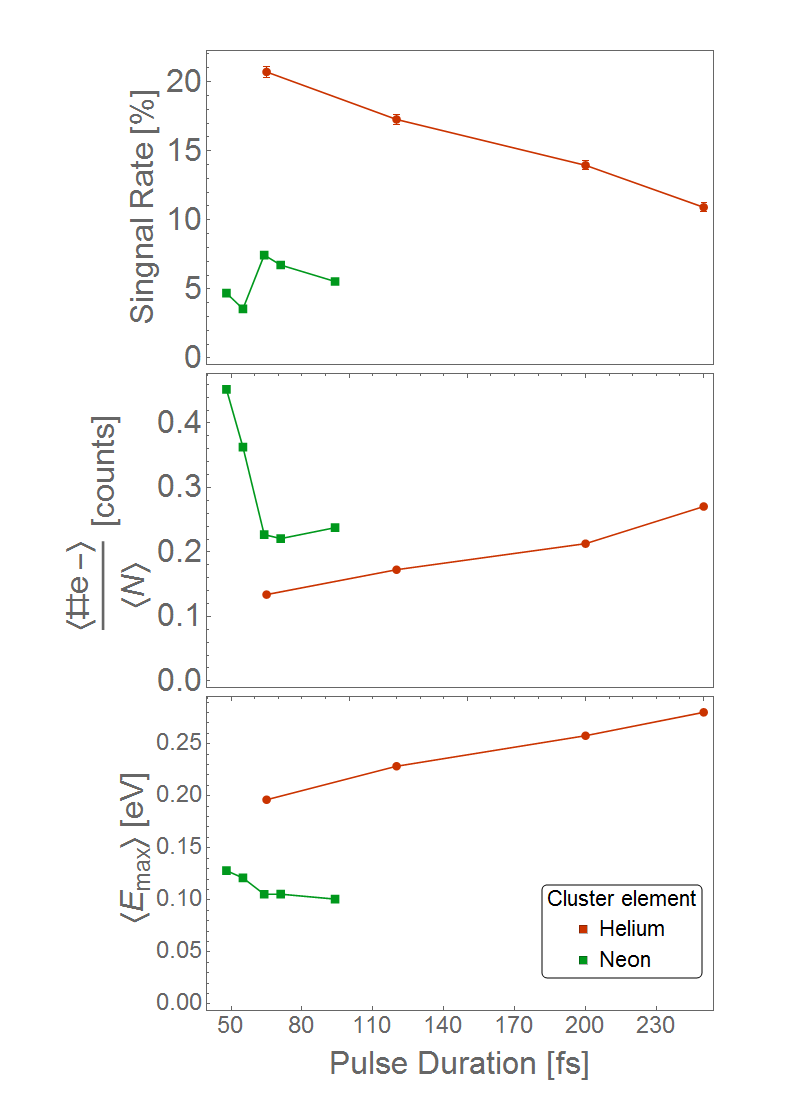 Singnal Rate [%]
20
15
10
5
0
⟨#e−⟩
⟨N⟩
[counts]
0.4
0.3
0.2
0.1
0.0
⟨Emax⟩ [eV]
0.25
0.20
0.15
0.10
0.05
0.00
Cluster element
Helium
Neon
50 80 110 140 170 200 230
Pulse Duration [fs]